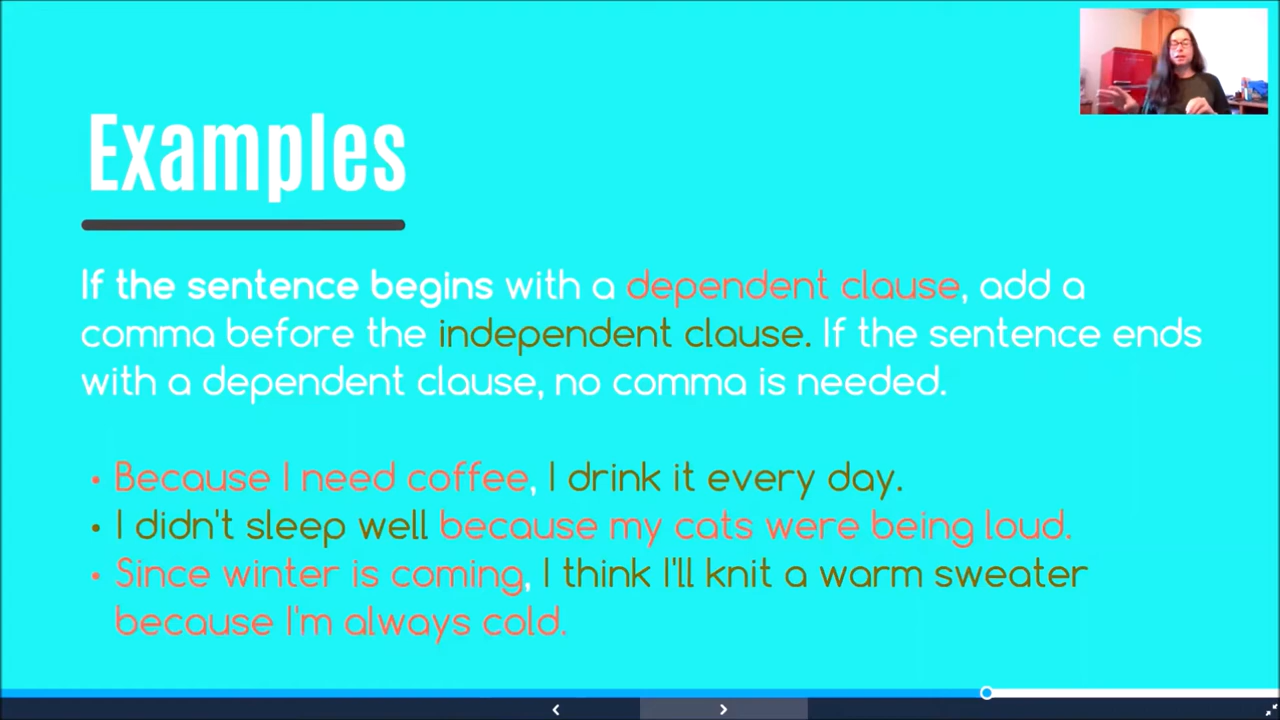 Examples
If the sentence begins with a dependent clause, add a
comma before the independent clause. If the sentence ends
with a dependent clause, no comma is needed.
• Because I need coffee, I drink it every day.
• I didn't sleep well because my cats were being loud.
• Since winter is coming, I think I'll knit a warm sweater
because I'm always cold.